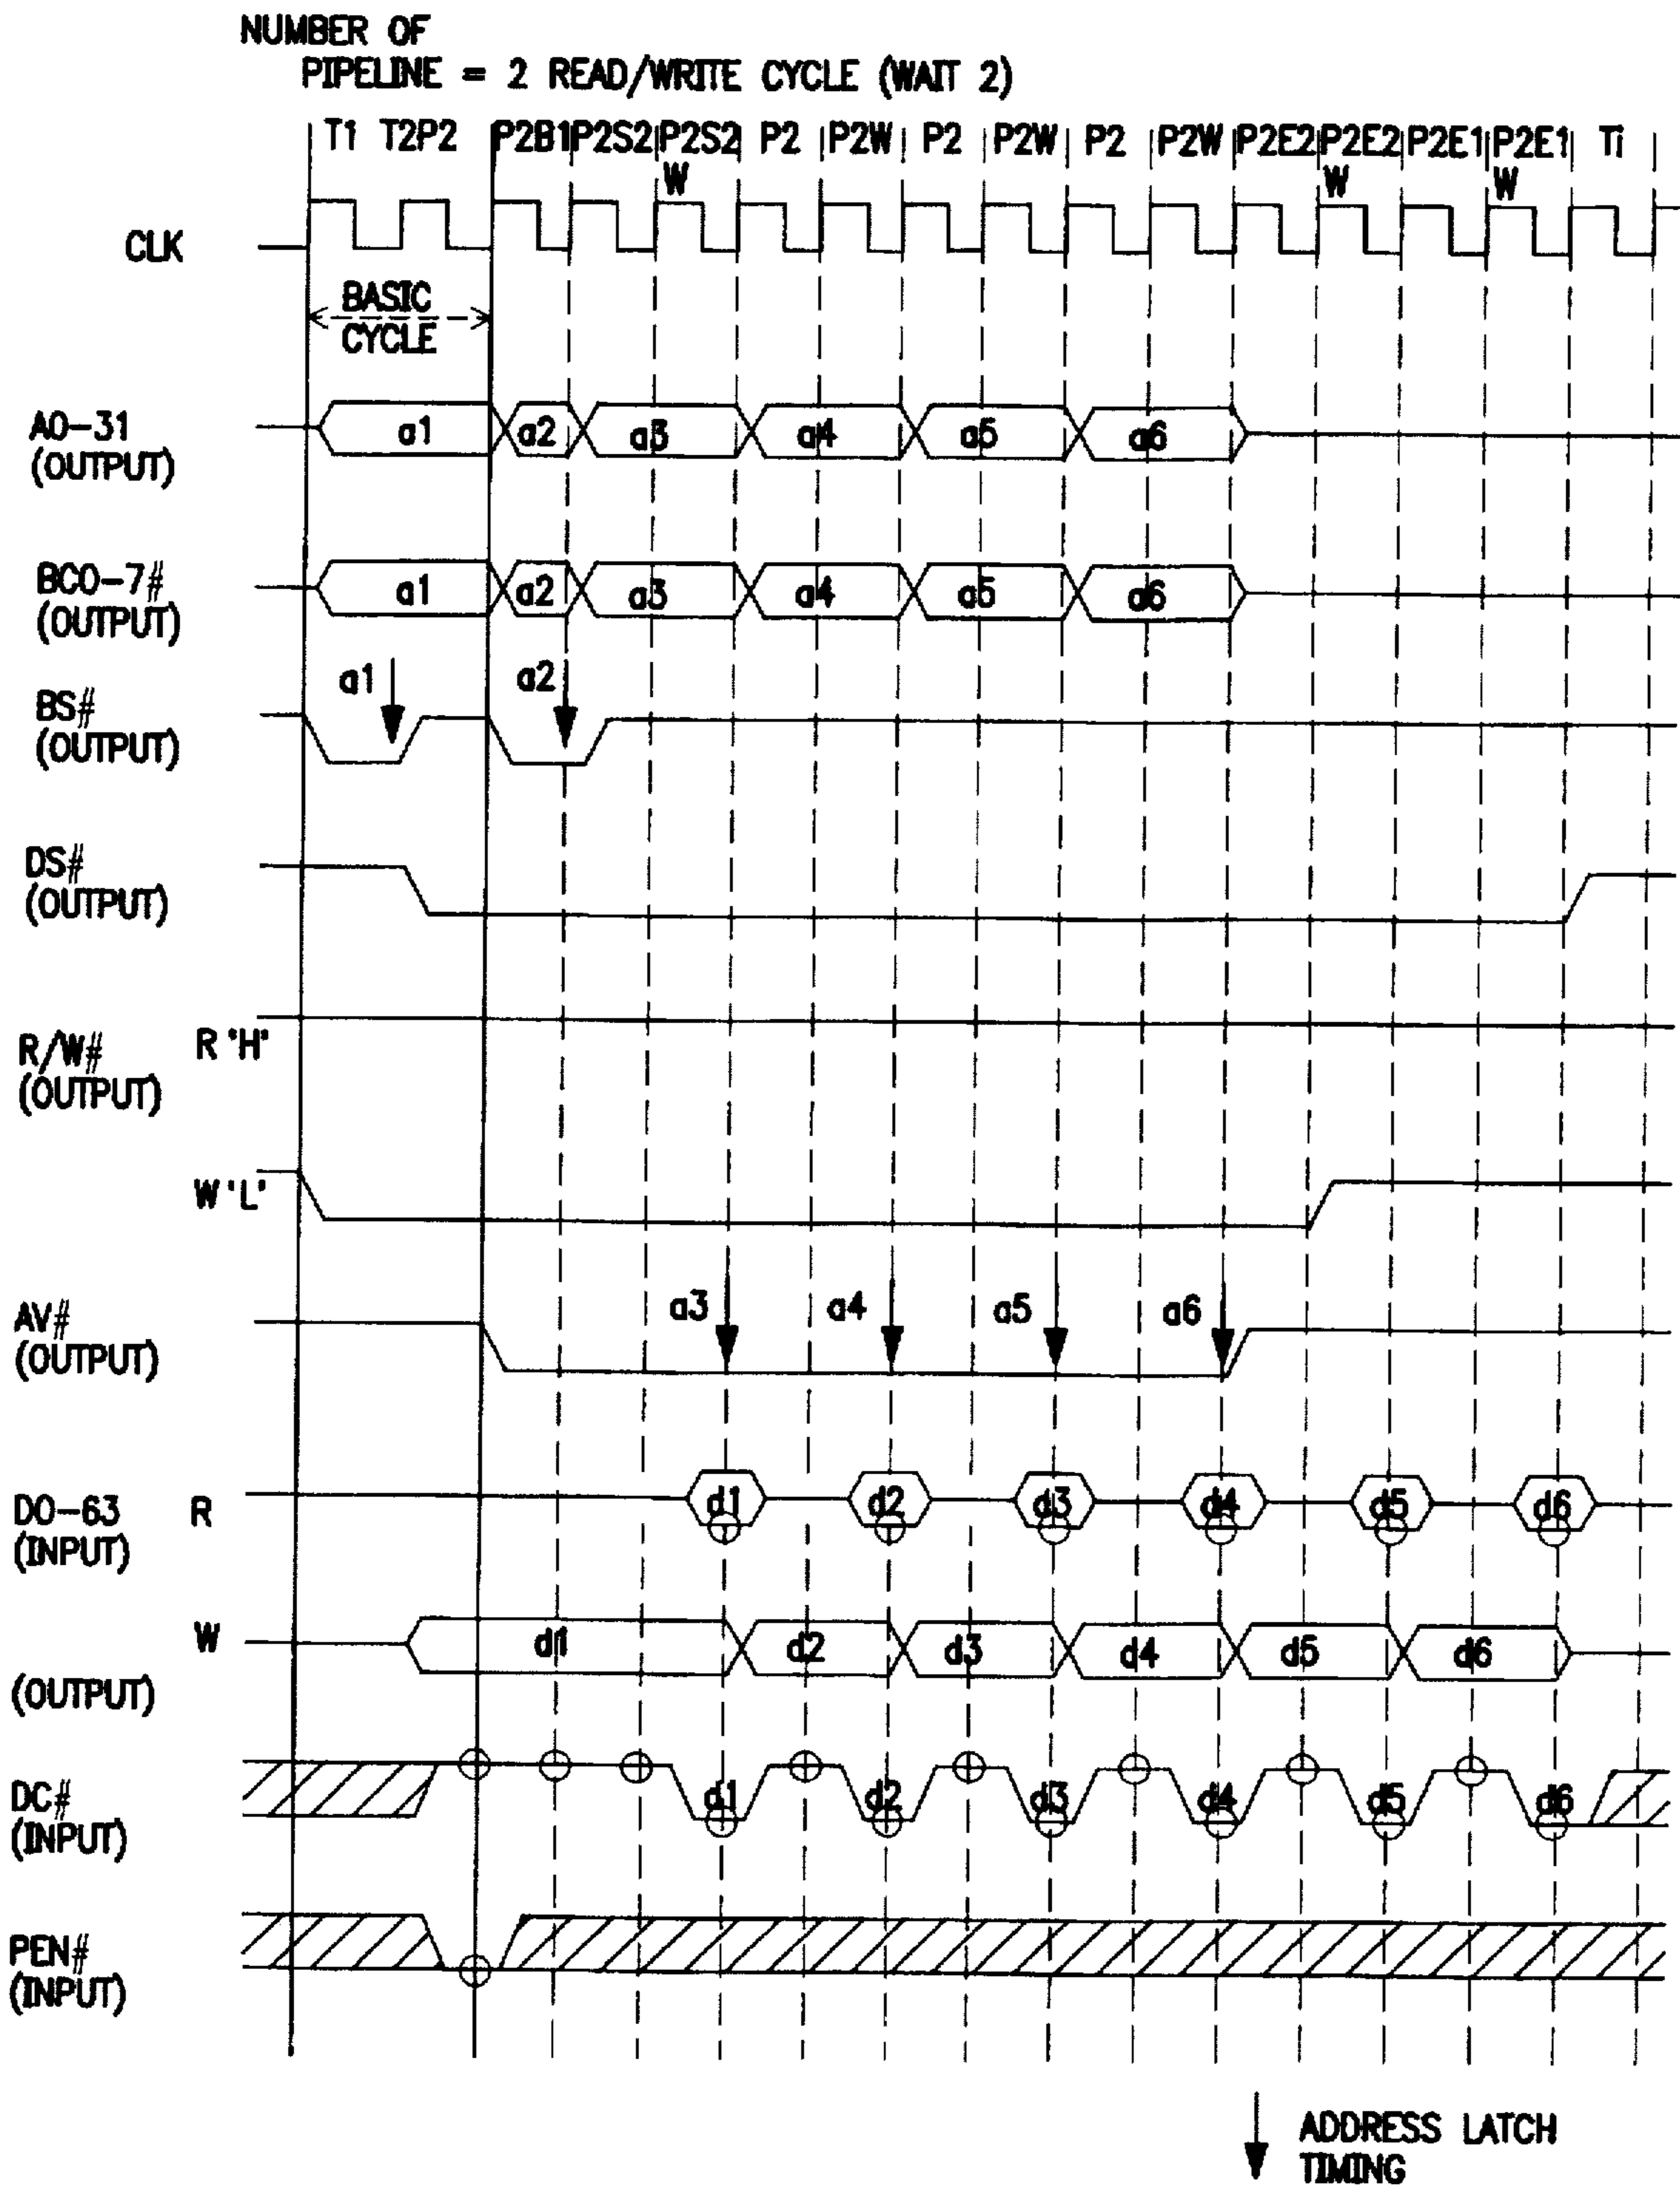 NUMBER OF
PIPELINE = 2 READ/WRITE CYCLE (WAIT 2)
T1 T2P2 P2B1 P2S2 P2S2 P2 P2W P2 P2W P2 P2W P2E2 P2E2 P2E1 P2E1 Ti
W W W
CLK
BASIC
CYCLE
A0-31
(OUTPUT)
a1 a2 a3 a4 a5 a6
BC0-7#
(OUTPUT)
a1 a2 a3 a4 a5 a6
BS#
(OUTPUT)
a1 a2
DS#
(OUTPUT)
R/W#
(OUTPUT)
R 'H'
W 'L'
AV#
(OUTPUT)
a3 a4 a5 a6
D0-63
(INPUT)
R
d1 d2 d3 d4 d5 d6
W
d1 d2 d3 d4 d5 d6
(OUTPUT)
DC#
(INPUT)
d1 d2 d3 d4 d5 d6
PEN#
(INPUT)
ADDRESS LATCH
TIMING